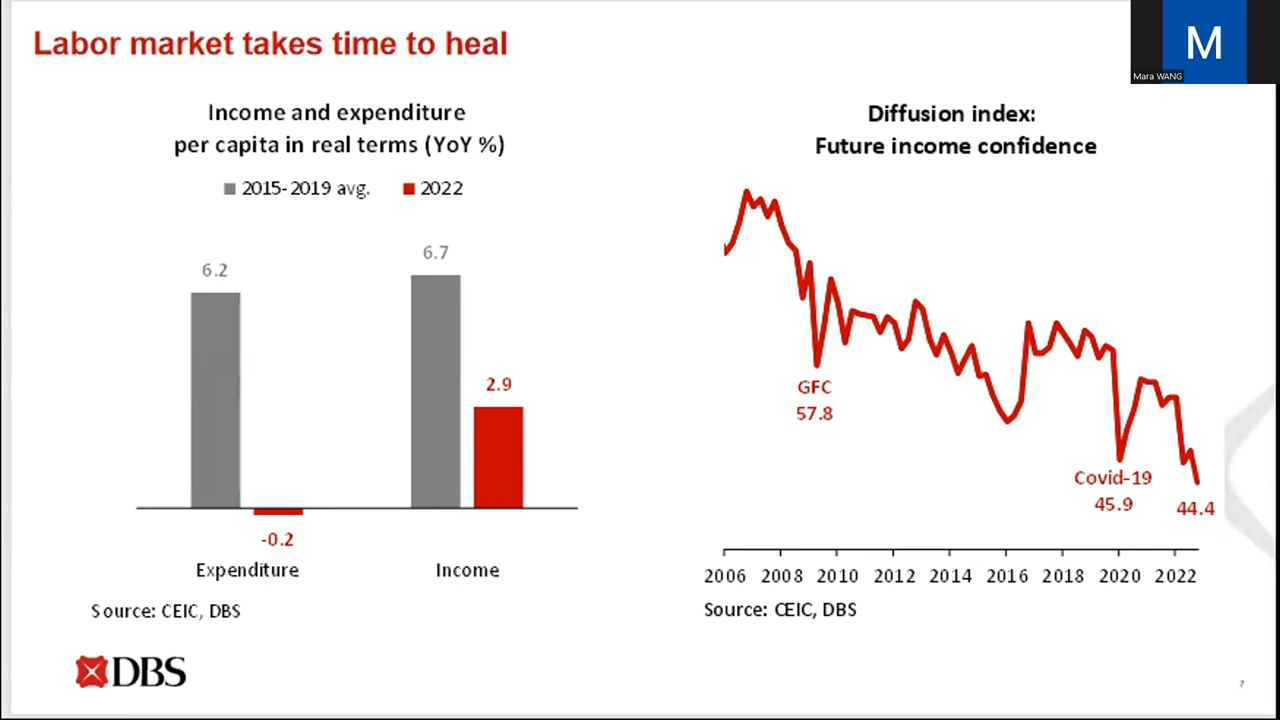 Labor market takes time to heal
M
Mara WANG
Income and expenditure
per capita in real terms (YoY %)
2015-2019 avg.
2022
6.2
6.7
2.9
-0.2
Expenditure
Income
Source: CEIC, DBS
Diffusion index:
Future income confidence
GFC
57.8
Covid-19
45.9
44.4
2006 2008 2010 2012 2014 2016 2018 2020 2022
Source: CEIC, DBS
DBS
7